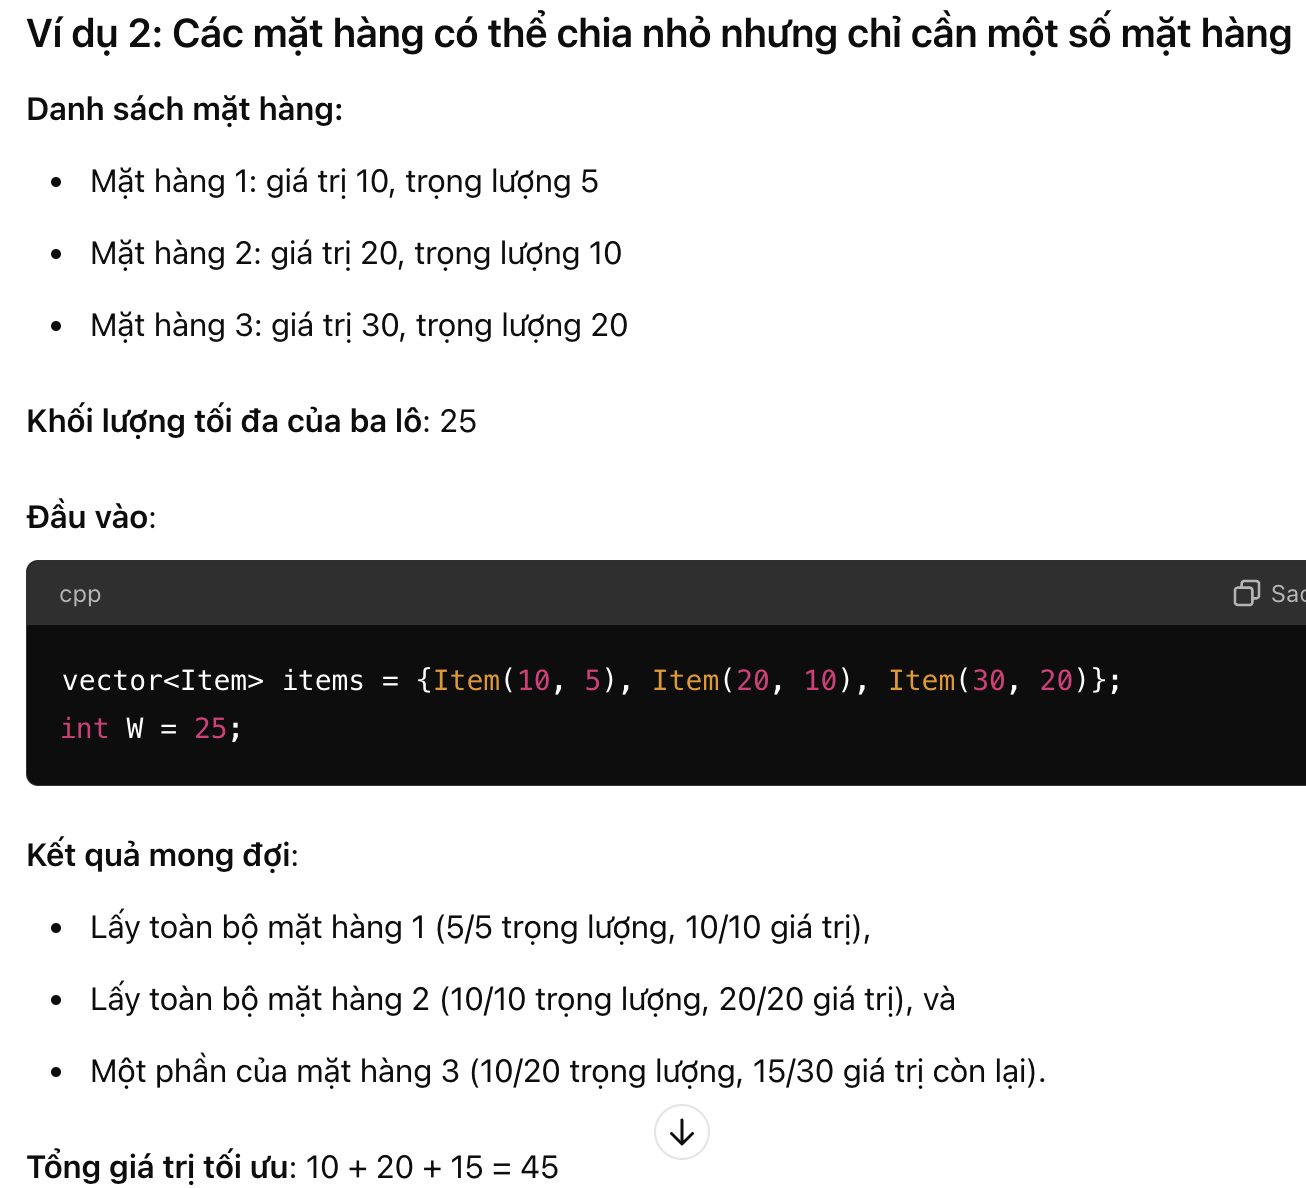 Ví dụ 2: Các mặt hàng có thể chia nhỏ nhưng chỉ cần một số mặt hàng
Danh sách mặt hàng:
• Mặt hàng 1: giá trị 10, trọng lượng 5
• Mặt hàng 2: giá trị 20, trọng lượng 10
• Mặt hàng 3: giá trị 30, trọng lượng 20
Khối lượng tối đa của ba lô: 25
Đầu vào:
cpp Sao
vector<Item> items = {Item(10, 5), Item(20, 10), Item(30, 20)};
int W = 25;
Kết quả mong đợi:
• Lấy toàn bộ mặt hàng 1 (5/5 trọng lượng, 10/10 giá trị),
• Lấy toàn bộ mặt hàng 2 (10/10 trọng lượng, 20/20 giá trị), và
• Một phần của mặt hàng 3 (10/20 trọng lượng, 15/30 giá trị còn lại).
Tổng giá trị tối ưu: 10 + 20 + 15 = 45